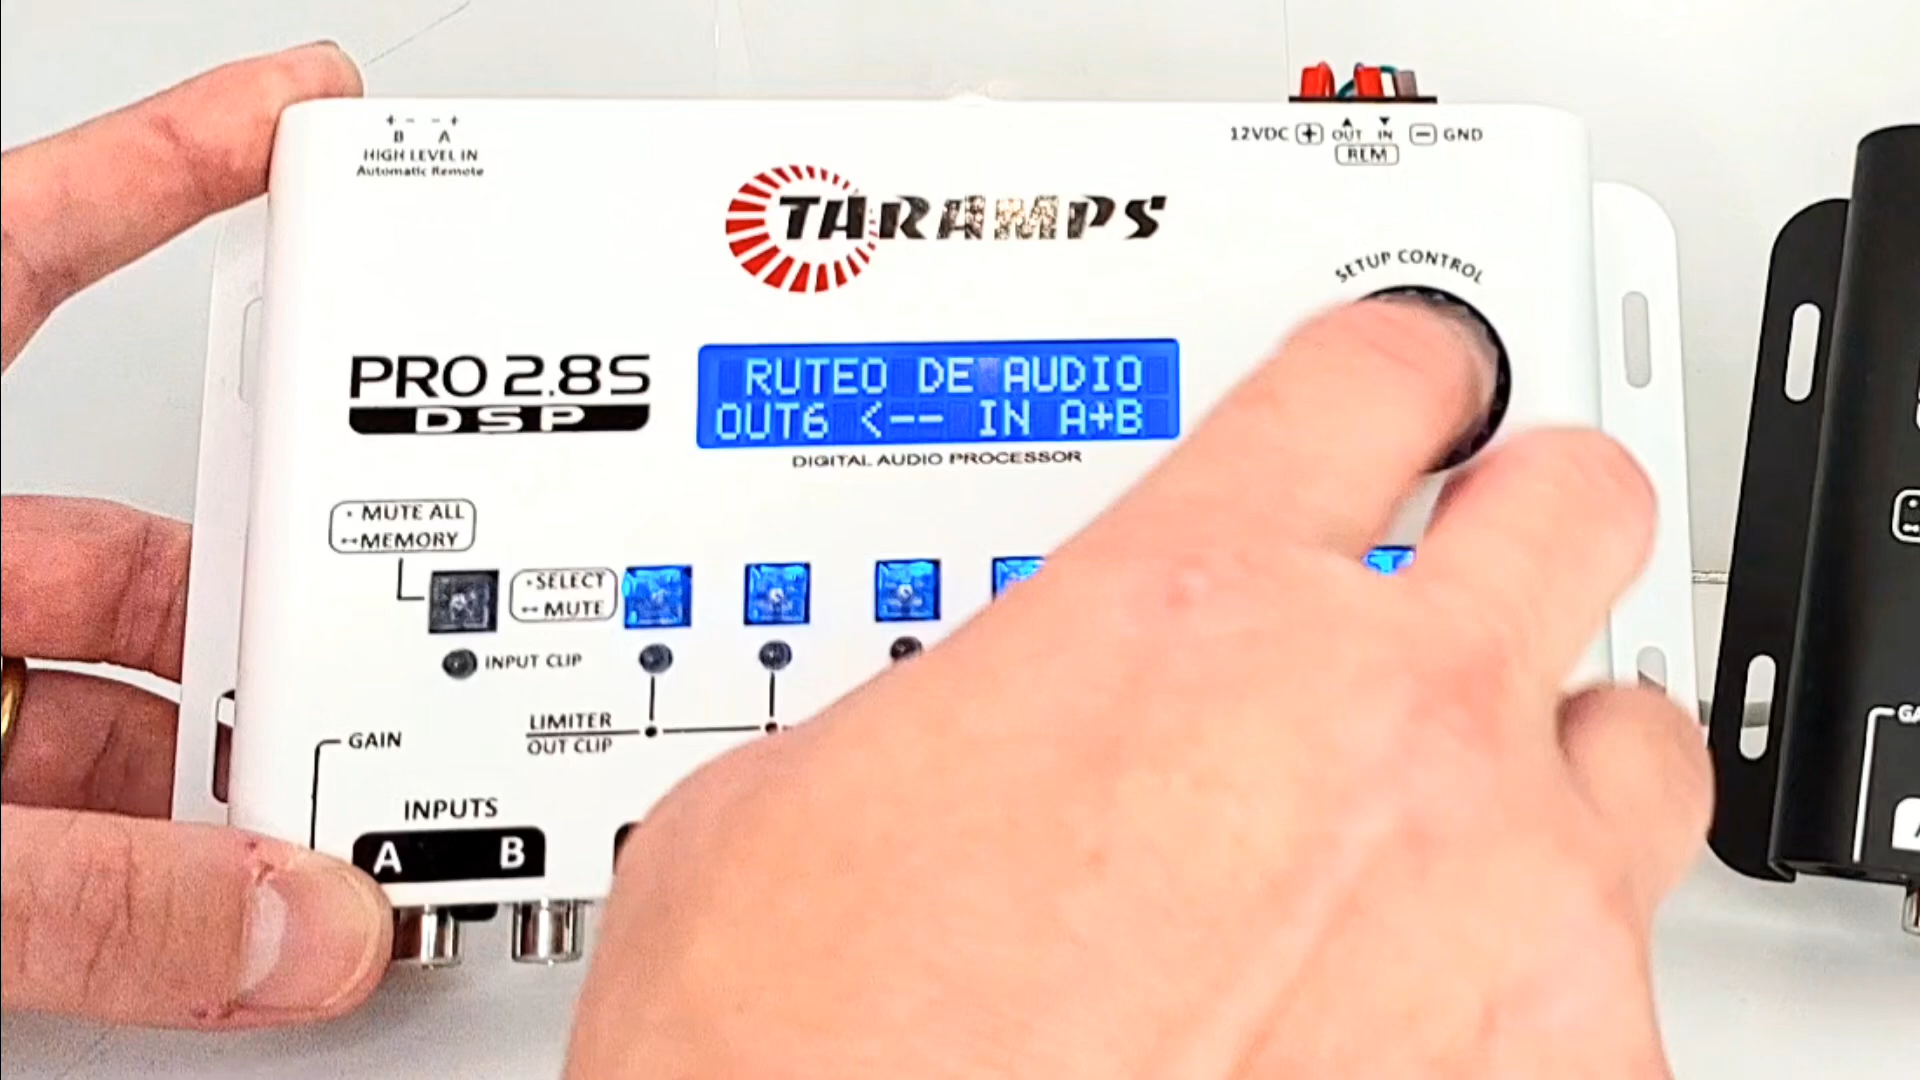 + - - +
B A
HIGH LEVEL IN
Automatic Remote
12VDC + OUT IN - GND
REM
TARAMPS
SETUP CONTROL
PRO 2.8S
DSP
RUTEO DE AUDIO
OUT6 <-- IN A+B
DIGITAL AUDIO PROCESSOR
MUTE ALL
MEMORY
SELECT
MUTE
INPUT CLIP
LIMITER
OUT CLIP
GAIN
INPUTS
A B